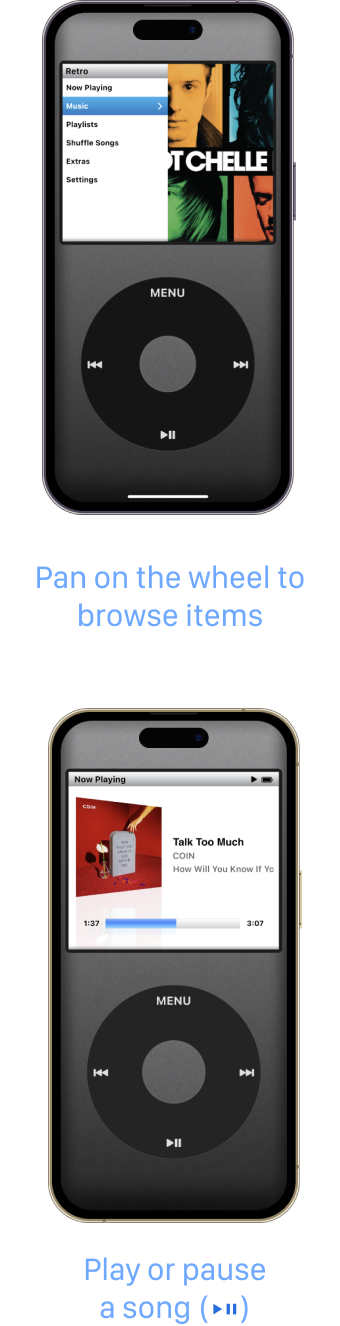 Retro
Now Playing
Music
Playlists
Shuffle Songs
Extras
Settings
OT CHELLE
MENU
Pan on the wheel to
browse items
Now Playing
COIN
Talk Too Much
COIN
How Will You Know If Yo
1:37
3:07
MENU
Play or pause
a song (⏯)